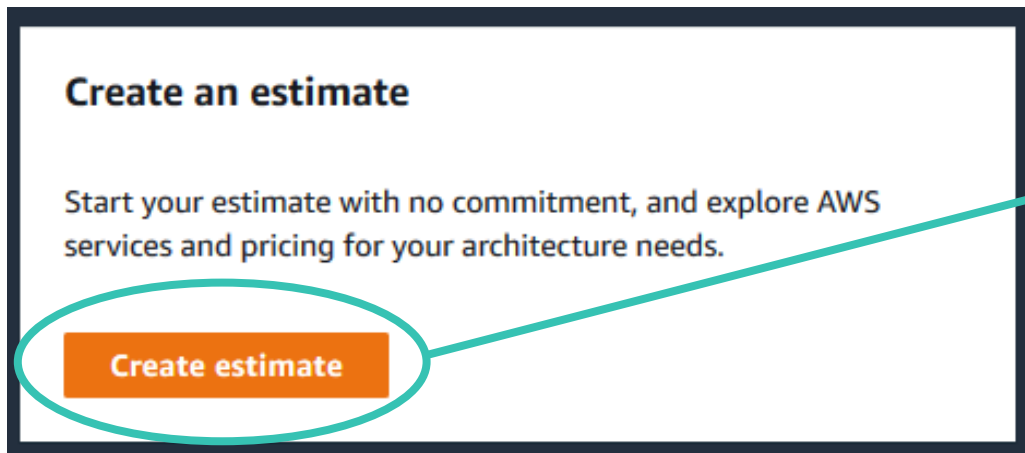 Create an estimate
Start your estimate with no commitment, and explore AWS
services and pricing for your architecture needs.
Create estimate